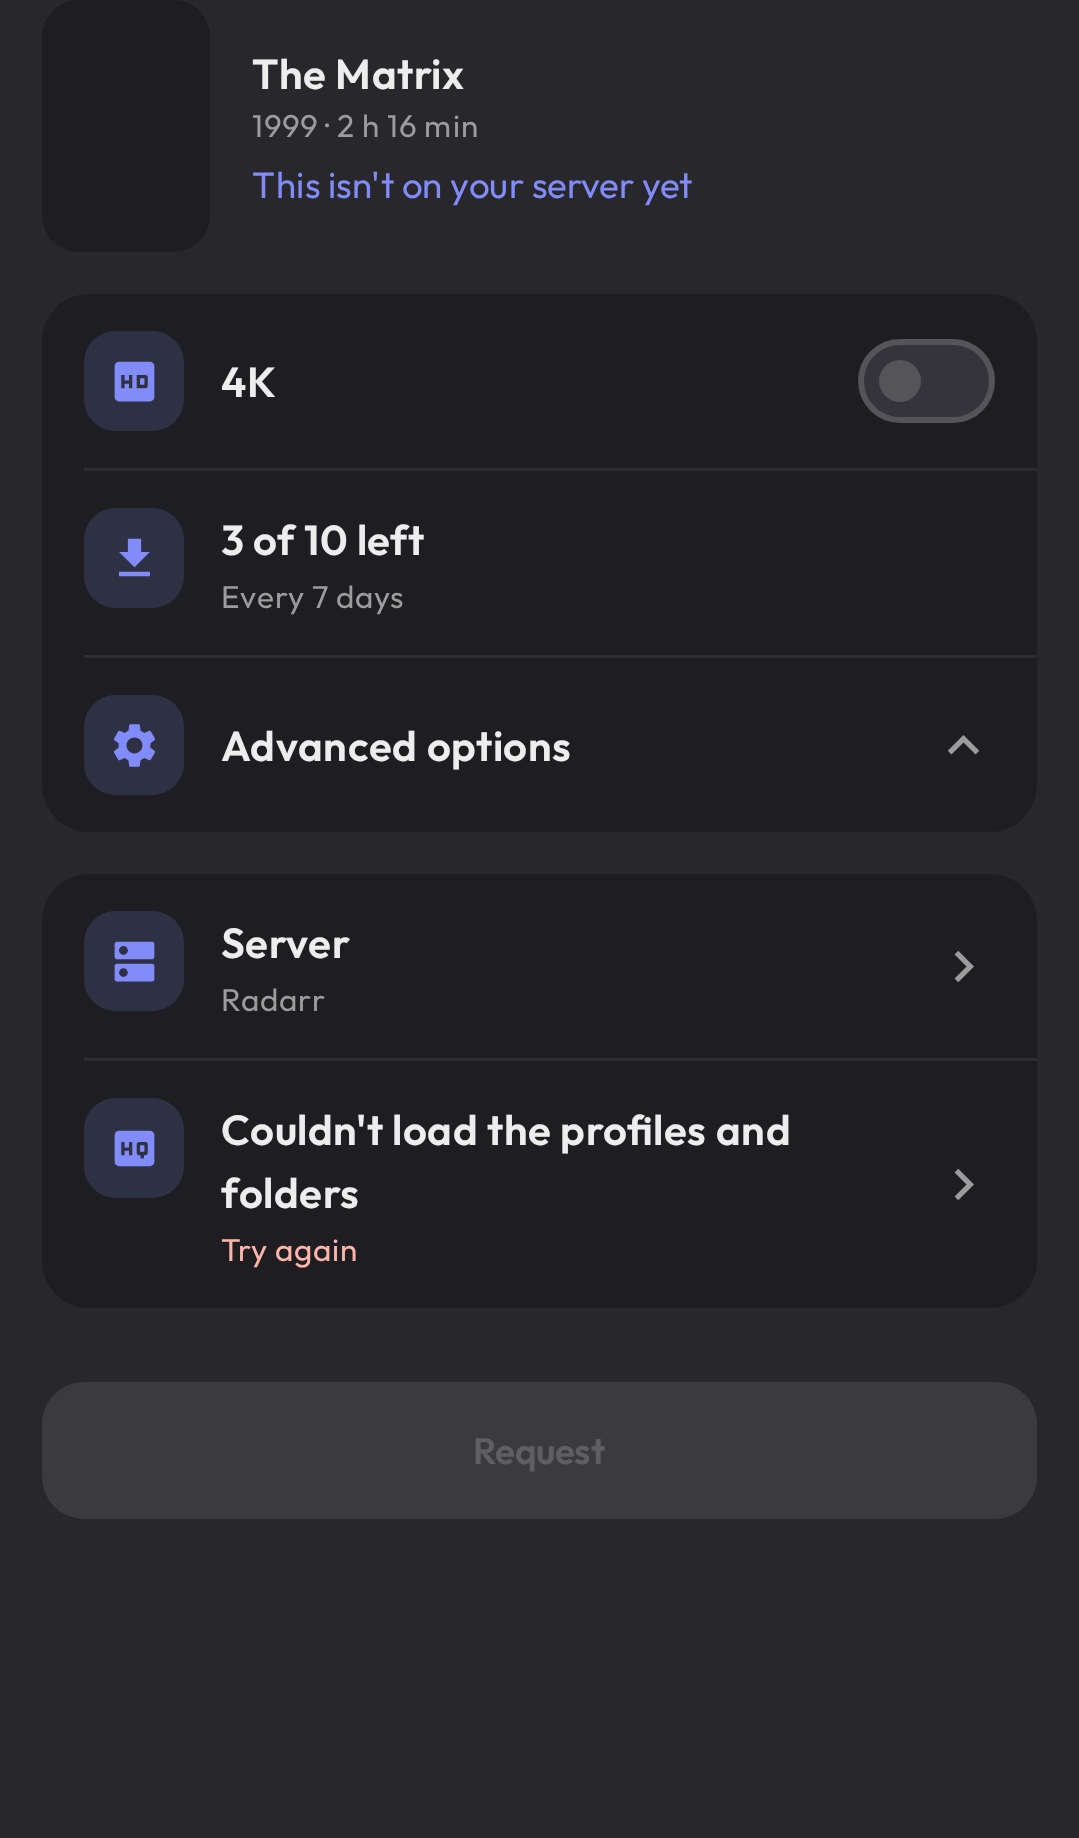 The Matrix
1999 · 2 h 16 min
This isn't on your server yet
HD
4K
3 of 10 left
Every 7 days
Advanced options
Server
Radarr
HQ
Couldn't load the profiles and
folders
Try again
Request